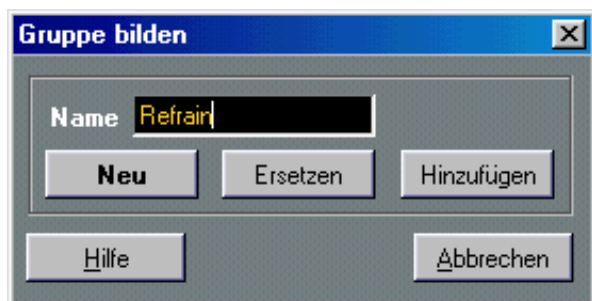 Gruppe bilden
Name Refrain
Neu Ersetzen Hinzufügen
Hilfe Abbrechen